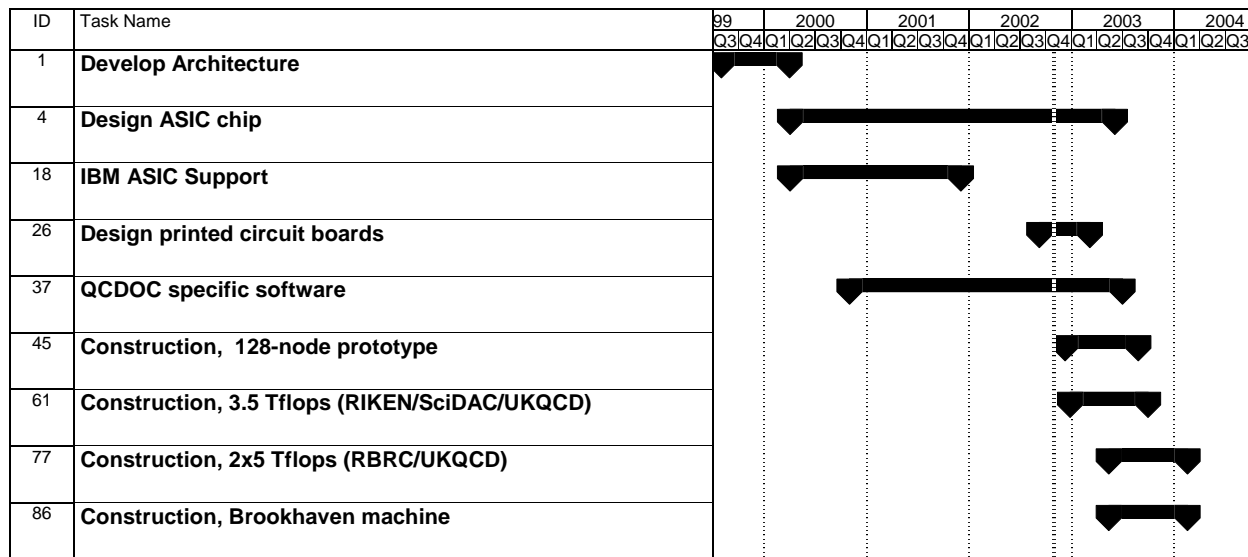 ID Task Name 99 2000 2001 2002 2003 2004
Q3 Q4 Q1 Q2 Q3 Q4 Q1 Q2 Q3 Q4 Q1 Q2 Q3 Q4 Q1 Q2 Q3 Q4 Q1 Q2 Q3
1 Develop Architecture
4 Design ASIC chip
18 IBM ASIC Support
26 Design printed circuit boards
37 QCDOC specific software
45 Construction, 128-node prototype
61 Construction, 3.5 Tflops (RIKEN/SciDAC/UKQCD)
77 Construction, 2x5 Tflops (RBRC/UKQCD)
86 Construction, Brookhaven machine